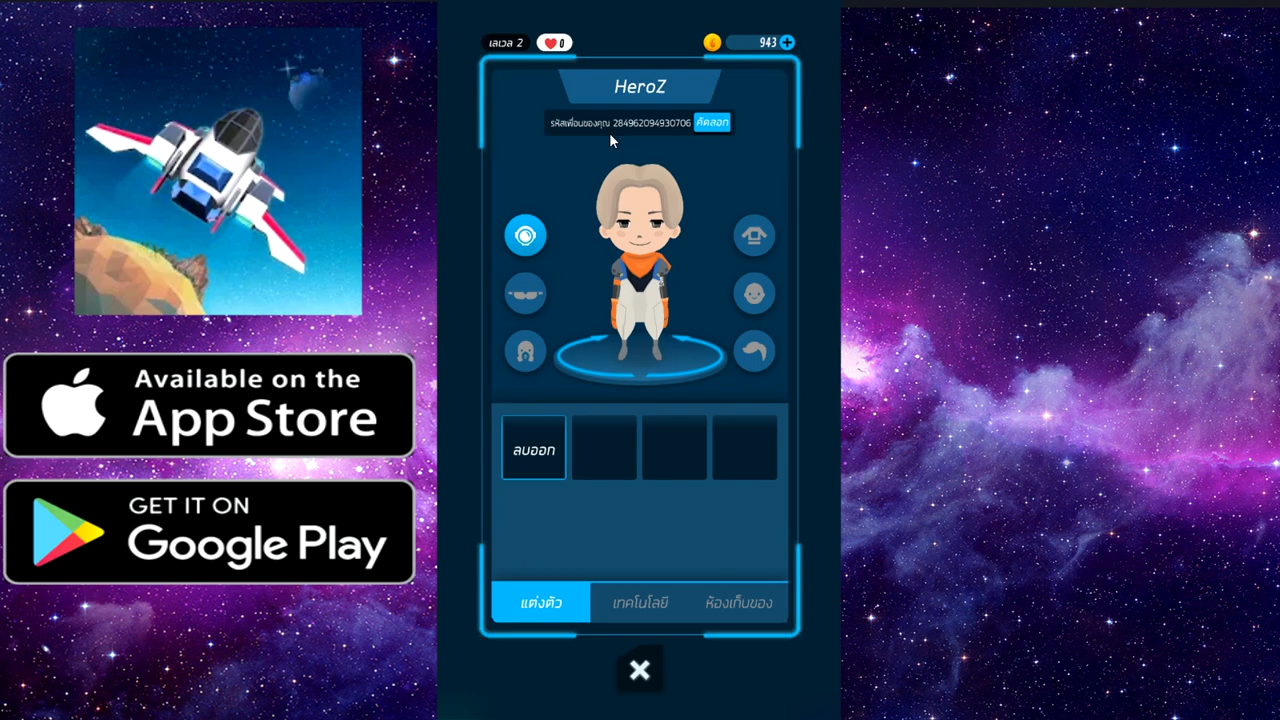 เลเวล 2
0
943
HeroZ
รหัสเพื่อนของคุณ 284962094930706 คัดลอก
Available on the
App Store
GET IT ON
Google Play
ลบออก
แต่งตัว
เทคโนโลยี
ห้องเก็บของ